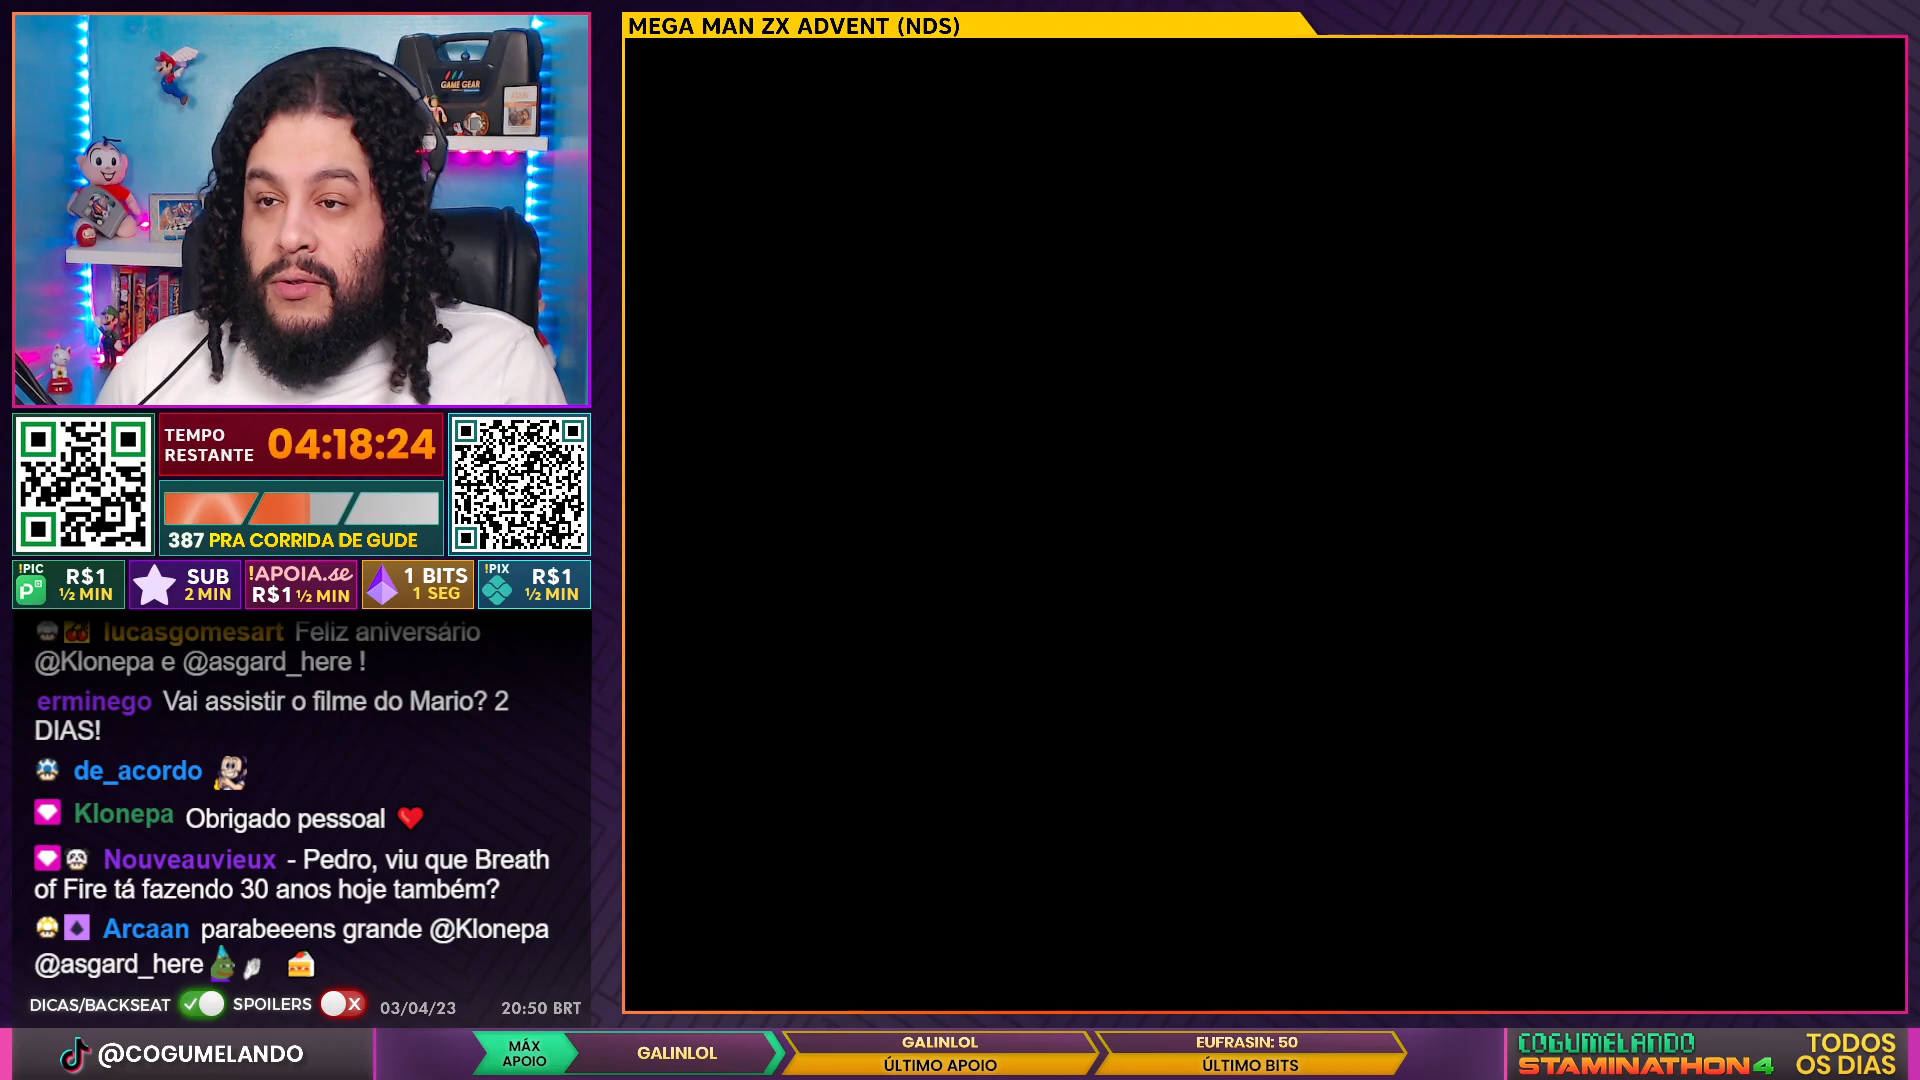 MEGA MAN ZX ADVENT (NDS)
GAME GEAR
TEMPO
RESTANTE
04:18:24
387 PRA CORRIDA DE GUDE
!PIC
R$1
½ MIN
SUB
2 MIN
!APOIA.se
R$1 ½ MIN
1 BITS
1 SEG
!PIX
R$1
½ MIN
lucasgomesart Feliz aniversário
@Klonepa e @asgard_here !
erminego Vai assistir o filme do Mario? 2
DIAS!
de_acordo
Klonepa Obrigado pessoal
Nouveauvieux - Pedro, viu que Breath
of Fire tá fazendo 30 anos hoje também?
Arcaan parabeeens grande @Klonepa
@asgard_here
DICAS/BACKSEAT SPOILERS X 03/04/23 20:50 BRT
@COGUMELANDO
MÁX
APOIO
GALINLOL
GALINLOL
ÚLTIMO APOIO
EUFRASIN: 50
ÚLTIMO BITS
COGUMELANDO
STAMINATHON 4
TODOS
OS DIAS